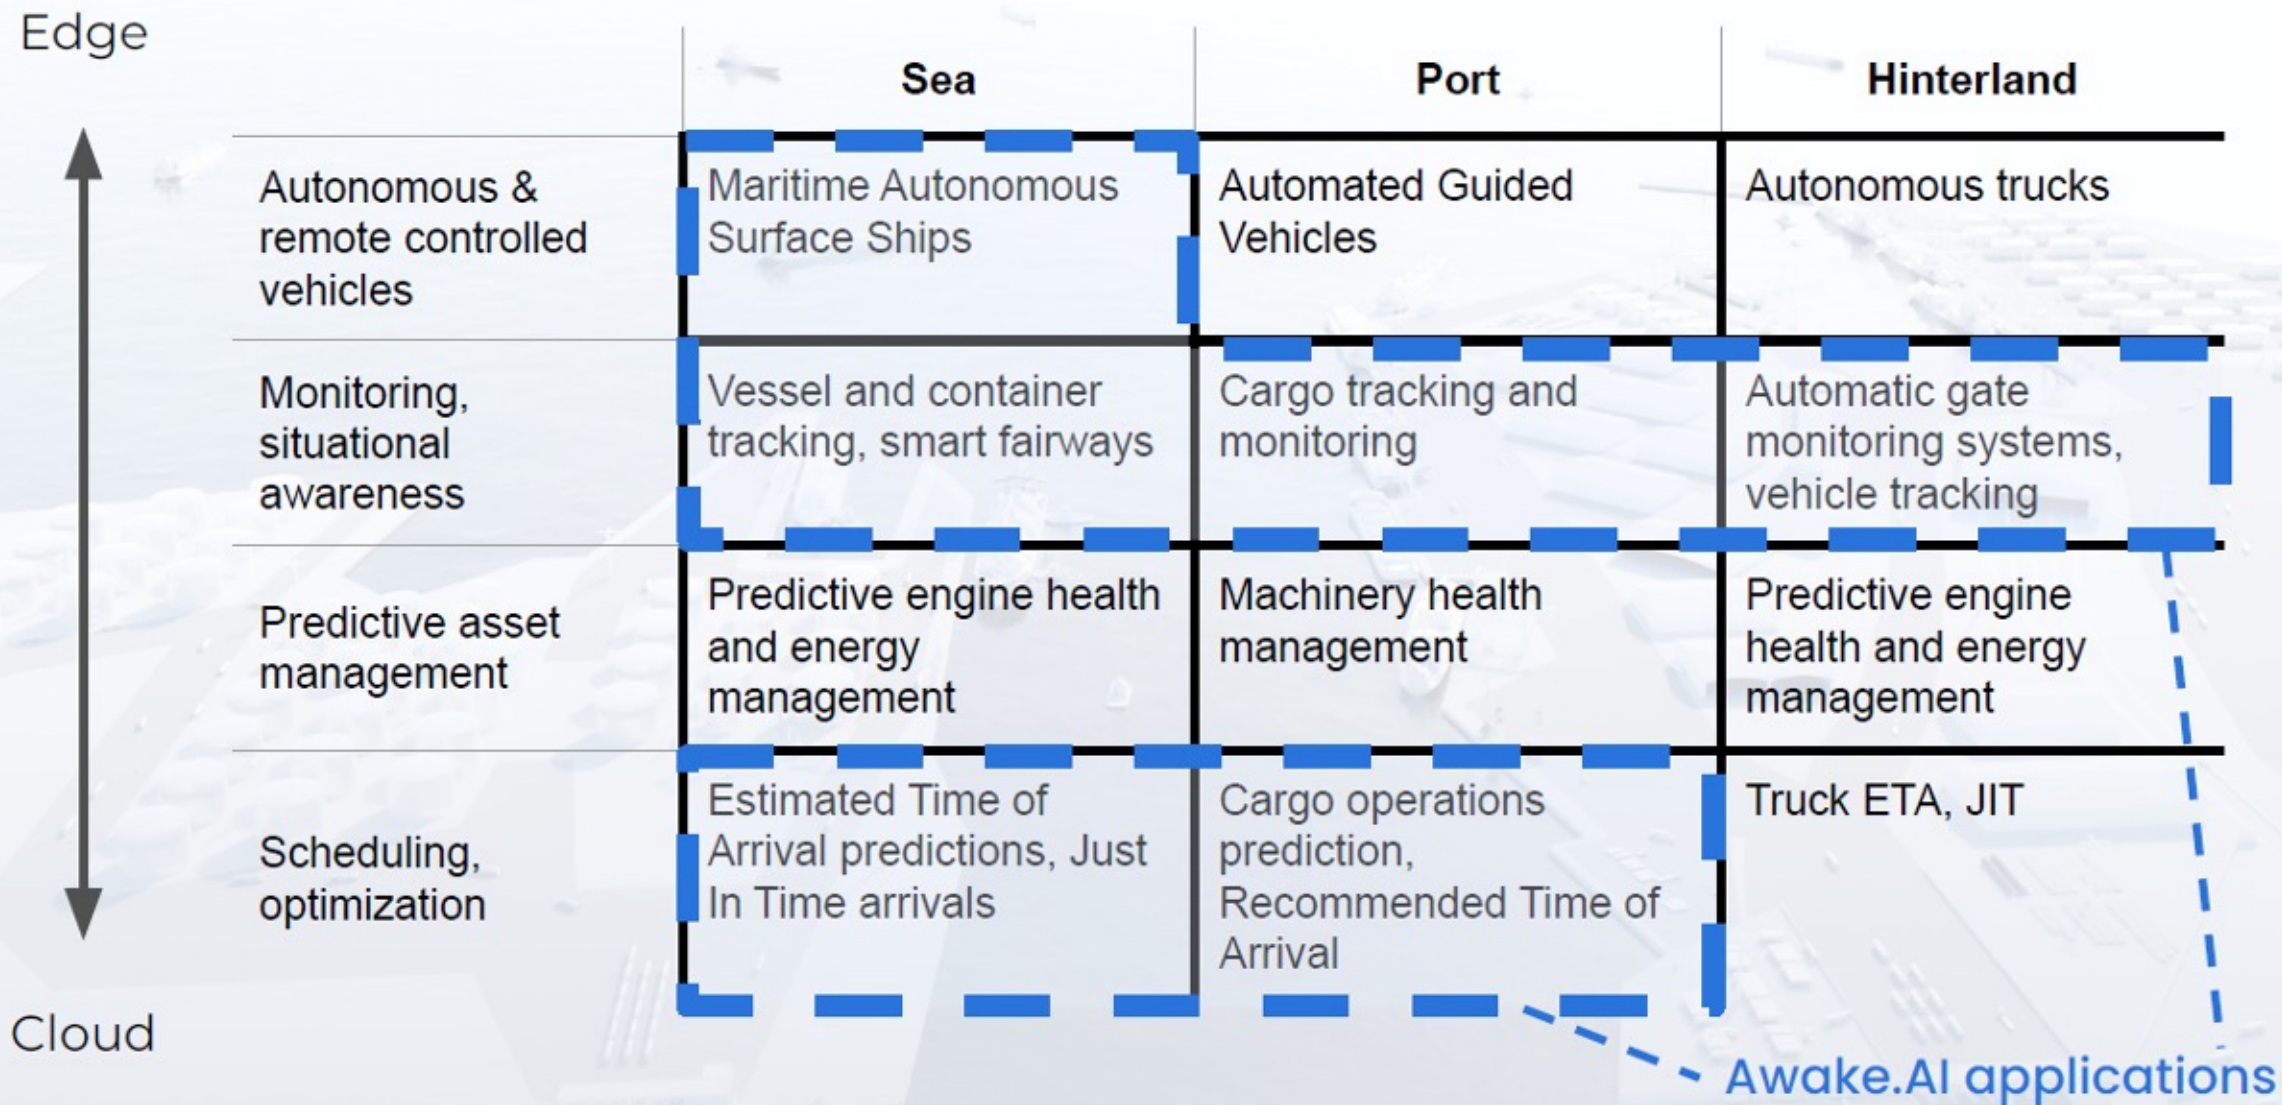 Edge
Sea
Port
Hinterland
Autonomous &
remote controlled
vehicles
Maritime Autonomous
Surface Ships
Automated Guided
Vehicles
Autonomous trucks
Monitoring,
situational
awareness
Vessel and container
tracking, smart fairways
Cargo tracking and
monitoring
Automatic gate
monitoring systems,
vehicle tracking
Predictive asset
management
Predictive engine health
and energy
management
Machinery health
management
Predictive engine
health and energy
management
Scheduling,
optimization
Estimated Time of
Arrival predictions, Just
In Time arrivals
Cargo operations
prediction,
Recommended Time of
Arrival
Truck ETA, JIT
Cloud
Awake.AI applications